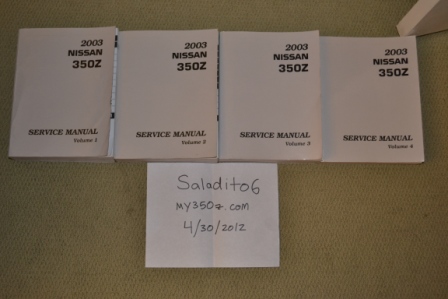 2003
NISSAN
350Z
SERVICE MANUAL
Volume 1
2003
NISSAN
350Z
SERVICE MANUAL
Volume 2
2003
NISSAN
350Z
SERVICE MANUAL
Volume 3
2003
NISSAN
350Z
SERVICE MANUAL
Volume 4
Saladito6
MY350z.com
4/30/2012